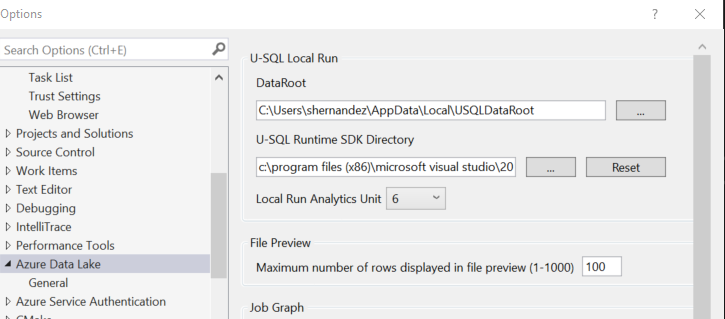 Options
Search Options (Ctrl+E)
Task List
Trust Settings
Web Browser
Projects and Solutions
Source Control
Work Items
Text Editor
Debugging
IntelliTrace
Performance Tools
Azure Data Lake
General
Azure Service Authentication
CMake
U-SQL Local Run
DataRoot
C:\Users\shernandez\AppData\Local\USQLDataRoot
...
U-SQL Runtime SDK Directory
c:\program files (x86)\microsoft visual studio\20
...
Reset
Local Run Analytics Unit 6
File Preview
Maximum number of rows displayed in file preview (1-1000) 100
Job Graph